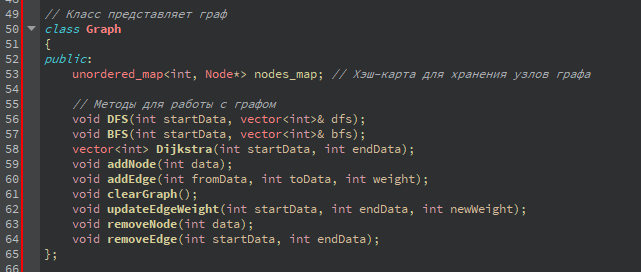 49 // Класс представляет граф
50 class Graph
51 {
52 public:
53 unordered_map<int, Node*> nodes_map; // Хэш-карта для хранения узлов графа
54
55 // Методы для работы с графом
56 void DFS(int startData, vector<int>& dfs);
57 void BFS(int startData, vector<int>& bfs);
58 vector<int> Dijkstra(int startData, int endData);
59 void addNode(int data);
60 void addEdge(int fromData, int toData, int weight);
61 void clearGraph();
62 void updateEdgeWeight(int startData, int endData, int newWeight);
63 void removeNode(int data);
64 void removeEdge(int startData, int endData);
65 };